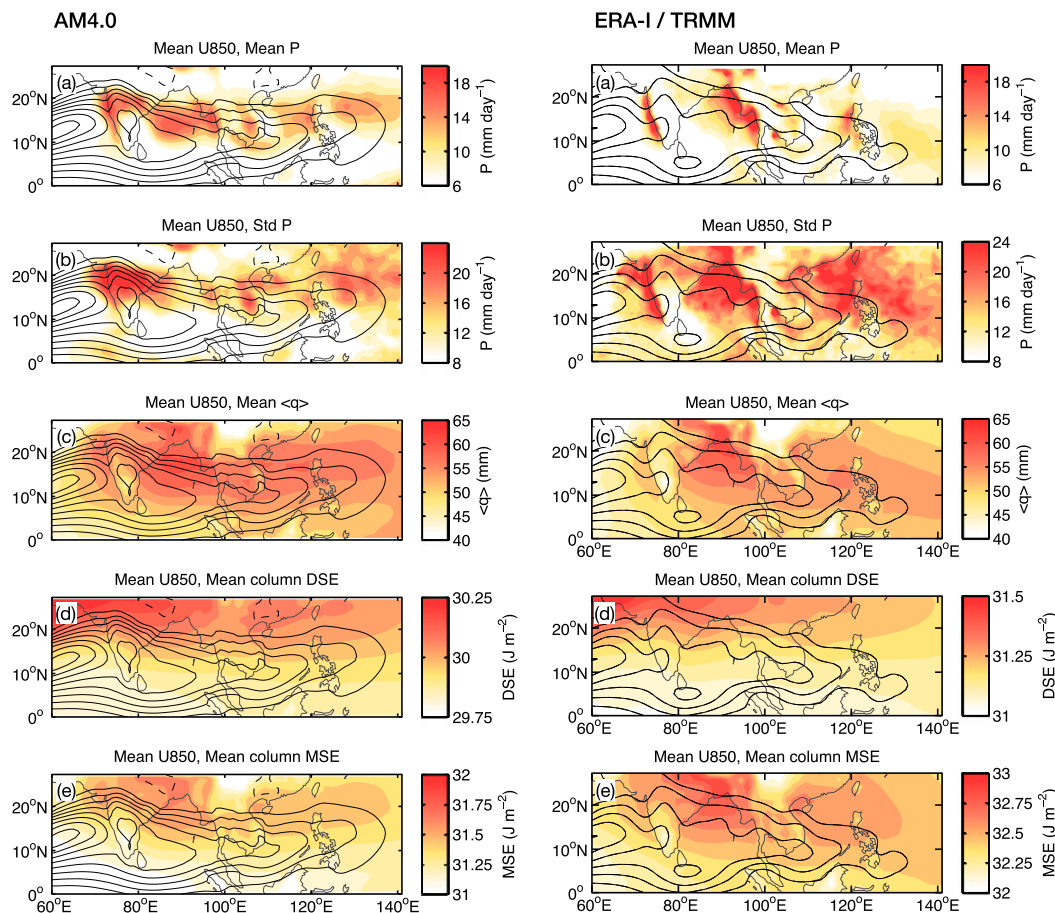 AM4.0
Mean U850, Mean P
(a)
20°N
10°N
0°
18
14
10
6
P (mm day⁻¹)
Mean U850, Std P
(b)
20°N
10°N
0°
20
16
12
8
P (mm day⁻¹)
Mean U850, Mean <q>
(c)
20°N
10°N
0°
65
60
55
50
45
40
<q> (mm)
Mean U850, Mean column DSE
(d)
20°N
10°N
0°
30.25
30
29.75
DSE (J m⁻²)
Mean U850, Mean column MSE
(e)
20°N
10°N
0°
60°E 80°E 100°E 120°E 140°E
32
31.75
31.5
31.25
31
MSE (J m⁻²)
ERA-I / TRMM
Mean U850, Mean P
(a)
20°N
10°N
0°
18
14
10
6
P (mm day⁻¹)
Mean U850, Std P
(b)
20°N
10°N
0°
24
20
16
12
8
P (mm day⁻¹)
Mean U850, Mean <q>
(c)
20°N
10°N
0°
60°E 80°E 100°E 120°E 140°E
65
60
55
50
45
40
<q> (mm)
Mean U850, Mean column DSE
(d)
20°N
10°N
0°
60°E 80°E 100°E 120°E 140°E
31.5
31.25
31
DSE (J m⁻²)
Mean U850, Mean column MSE
(e)
20°N
10°N
0°
60°E 80°E 100°E 120°E 140°E
33
32.75
32.5
32.25
32
MSE (J m⁻²)